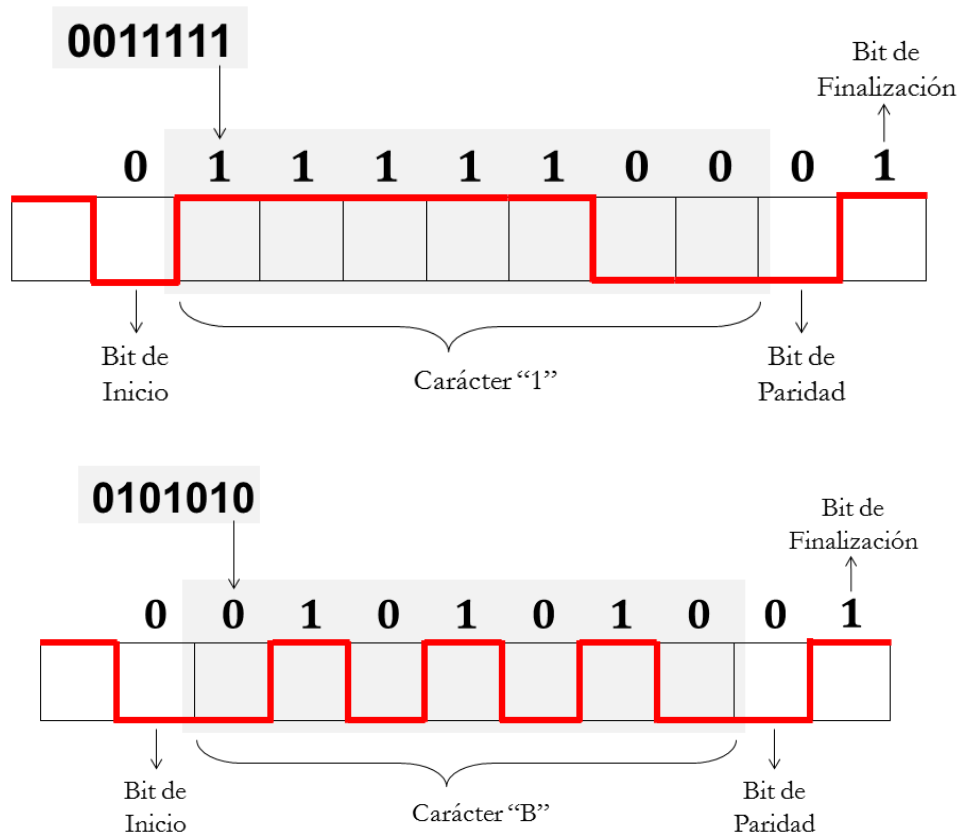 0011111
Bit de
Finalización
0 1 1 1 1 1 0 0 0 1
Bit de
Inicio
Carácter “1”
Bit de
Paridad
0101010
Bit de
Finalización
0 0 1 0 1 0 1 0 0 1
Bit de
Inicio
Carácter “B”
Bit de
Paridad